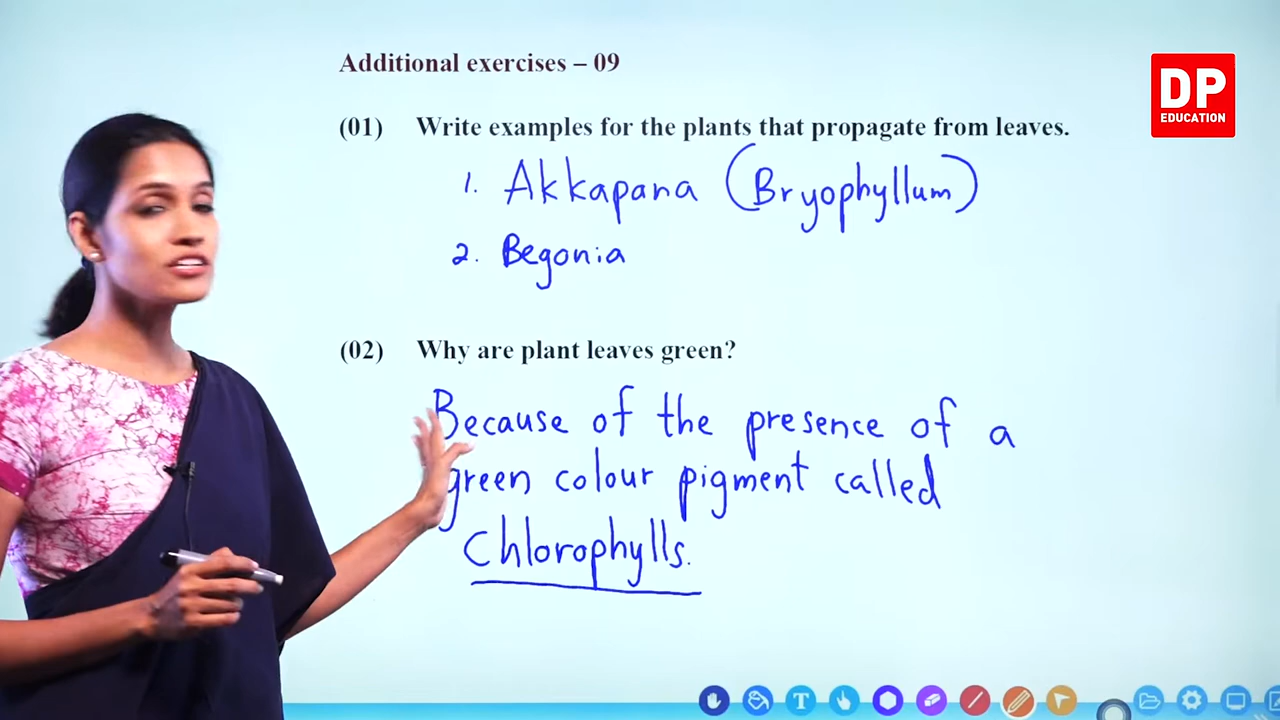 Additional exercises – 09
DP
EDUCATION
(01) Write examples for the plants that propagate from leaves.
1. Akkapana (Bryophyllum)
2. Begonia
(02) Why are plant leaves green?
Because of the presence of a
green colour pigment called
Chlorophylls.